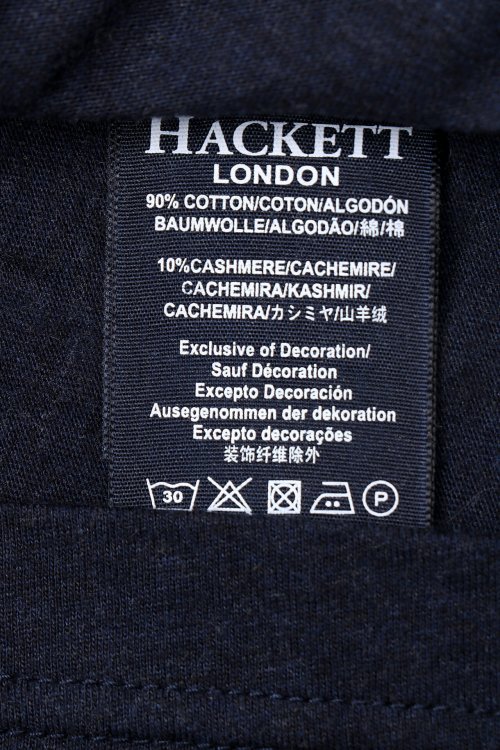 HACKETT
LONDON
90% COTTON/COTON/ALGODÓN
BAUMWOLLE/ALGODÃO/綿/棉
10%CASHMERE/CACHEMIRE/
CACHEMIRA/KASHMIR/
CACHEMIRA/カシミヤ/山羊绒
Exclusive of Decoration/
Sauf Décoration
Excepto Decoración
Ausegenommen der dekoration
Excepto decorações
装饰纤维除外
30 P